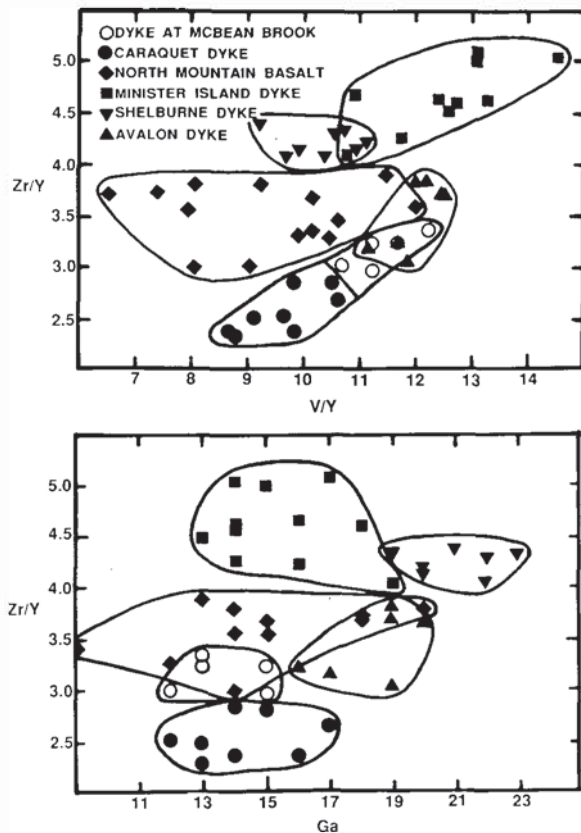 DYKE AT MCBEAN BROOK
CARAQUET DYKE
NORTH MOUNTAIN BASALT
MINISTER ISLAND DYKE
SHELBURNE DYKE
AVALON DYKE
5.0
4.5
4.0
Zr/Y
3.5
3.0
2.5
7 8 9 10 11 12 13 14
V/Y
5.0
4.5
4.0
Zr/Y
3.5
3.0
2.5
11 13 15 17 19 21 23
Ga